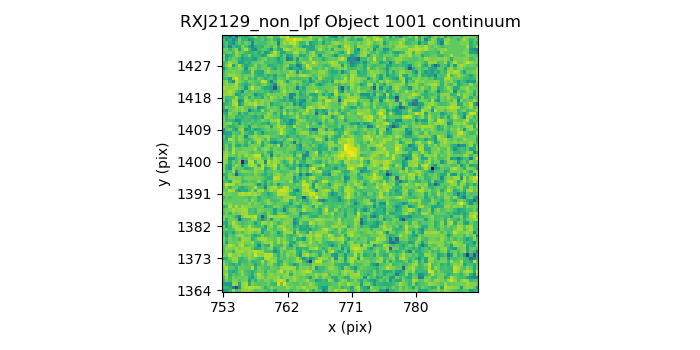 RXJ2129_non_lpf Object 1001 continuum
1427
1418
1409
1400
1391
1382
1373
1364
y (pix)
753 762 771 780
x (pix)